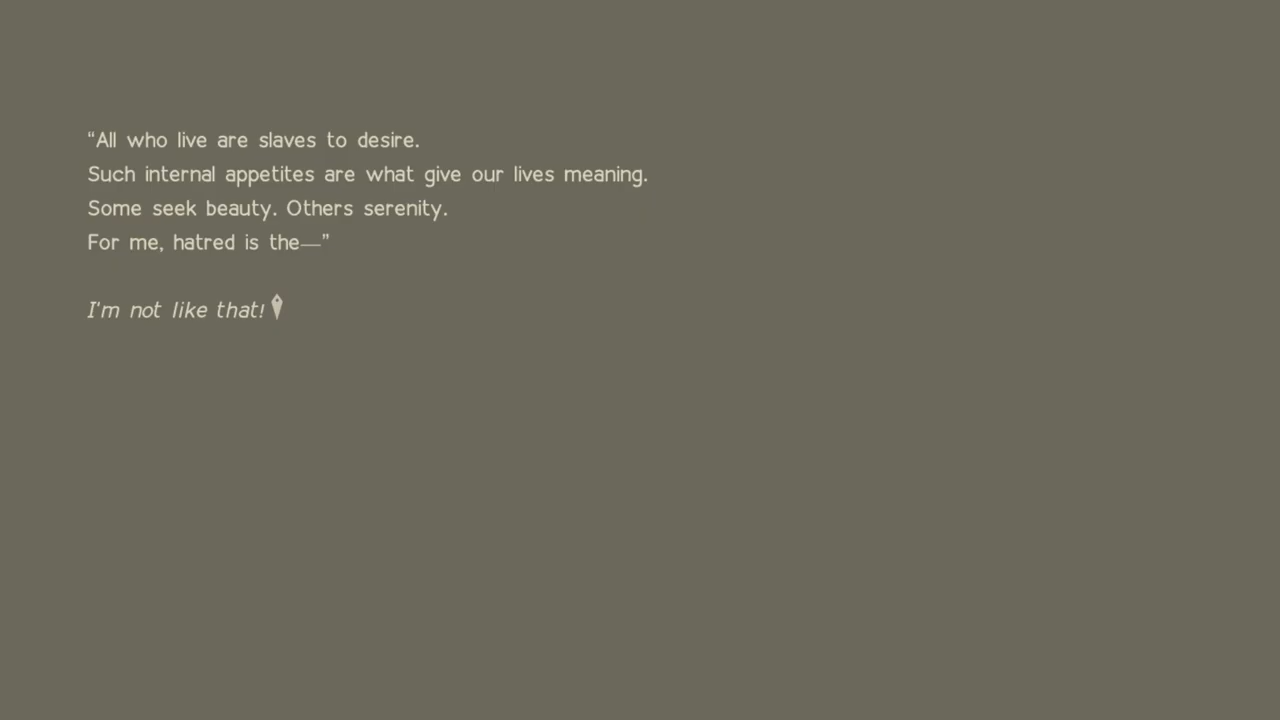 “All who live are slaves to desire.
Such internal appetites are what give our lives meaning.
Some seek beauty. Others serenity.
For me, hatred is the—”
I'm not like that!